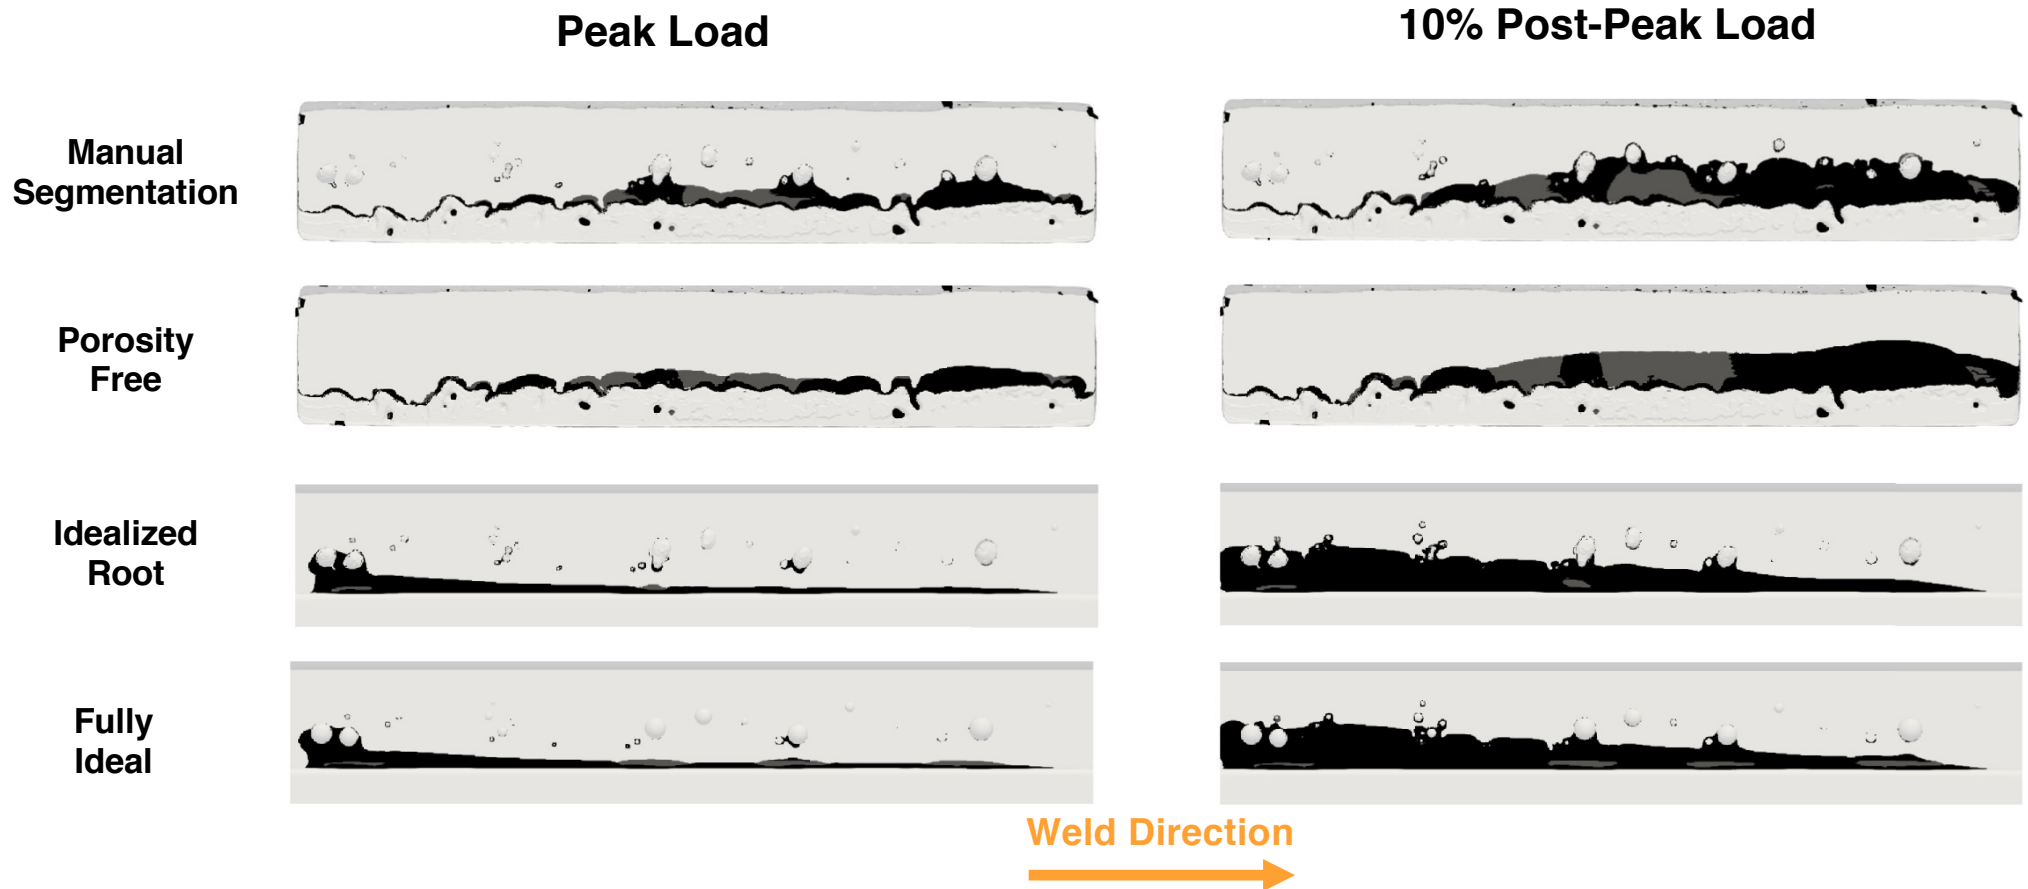 Peak Load
10% Post-Peak Load
Manual
Segmentation
Porosity
Free
Idealized
Root
Fully
Ideal
Weld Direction